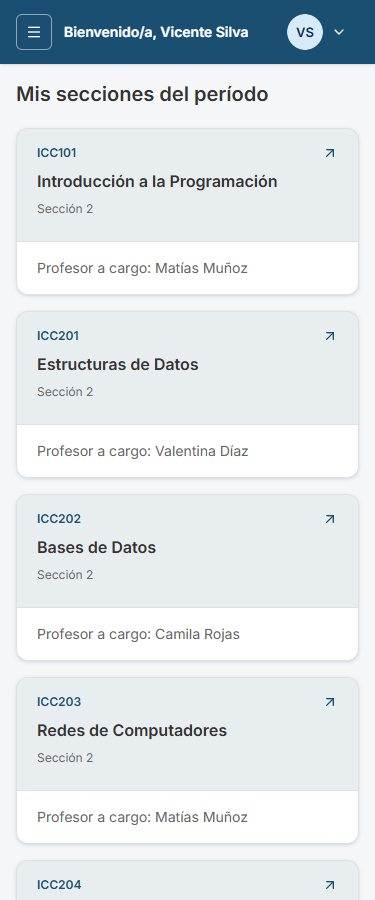 Bienvenido/a, Vicente Silva
VS
Mis secciones del período
ICC101
Introducción a la Programación
Sección 2
Profesor a cargo: Matías Muñoz
ICC201
Estructuras de Datos
Sección 2
Profesor a cargo: Valentina Díaz
ICC202
Bases de Datos
Sección 2
Profesor a cargo: Camila Rojas
ICC203
Redes de Computadores
Sección 2
Profesor a cargo: Matías Muñoz
ICC204